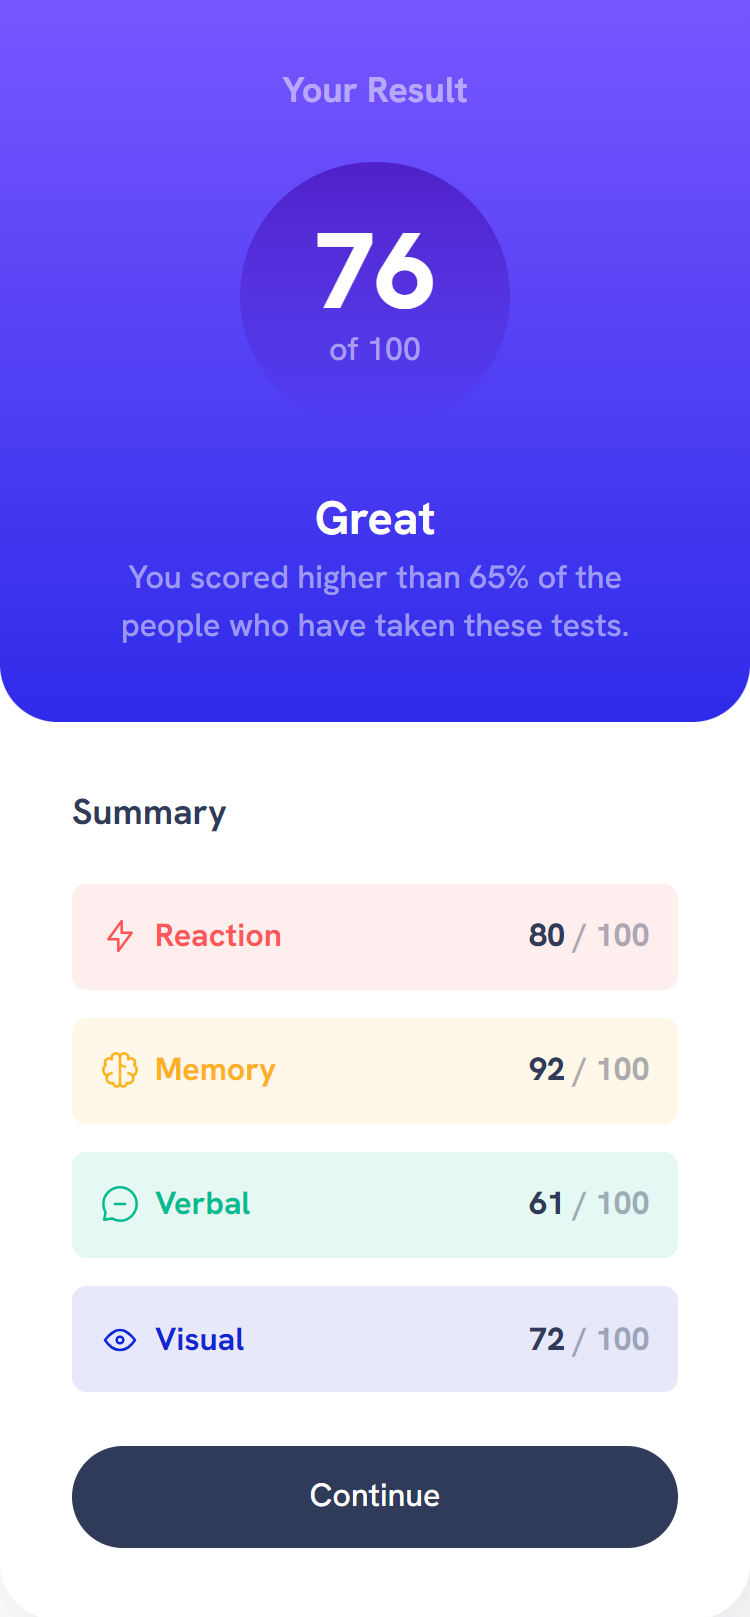 Your Result
76
of 100
Great
You scored higher than 65% of the
people who have taken these tests.
Summary
Reaction 80 / 100
Memory 92 / 100
Verbal 61 / 100
Visual 72 / 100
Continue